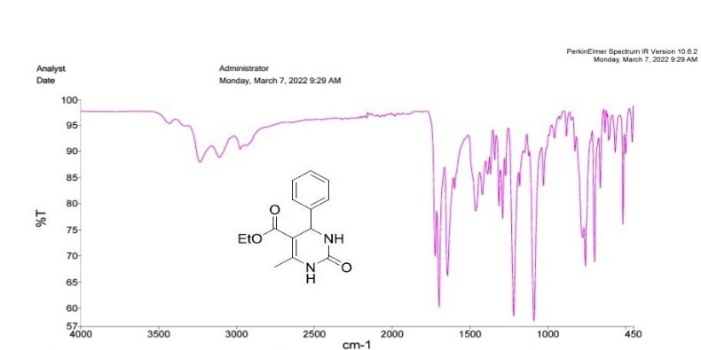 PerkinElmer Spectrum IR Version 10.6.2
Monday, March 7, 2022 9:29 AM
Analyst Administrator
Date Monday, March 7, 2022 9:29 AM
100
95
90
85
80
75
70
65
60
57
%T
O
EtO
NH
N
H
O
4000 3500 3000 2500 2000 1500 1000 450
cm-1